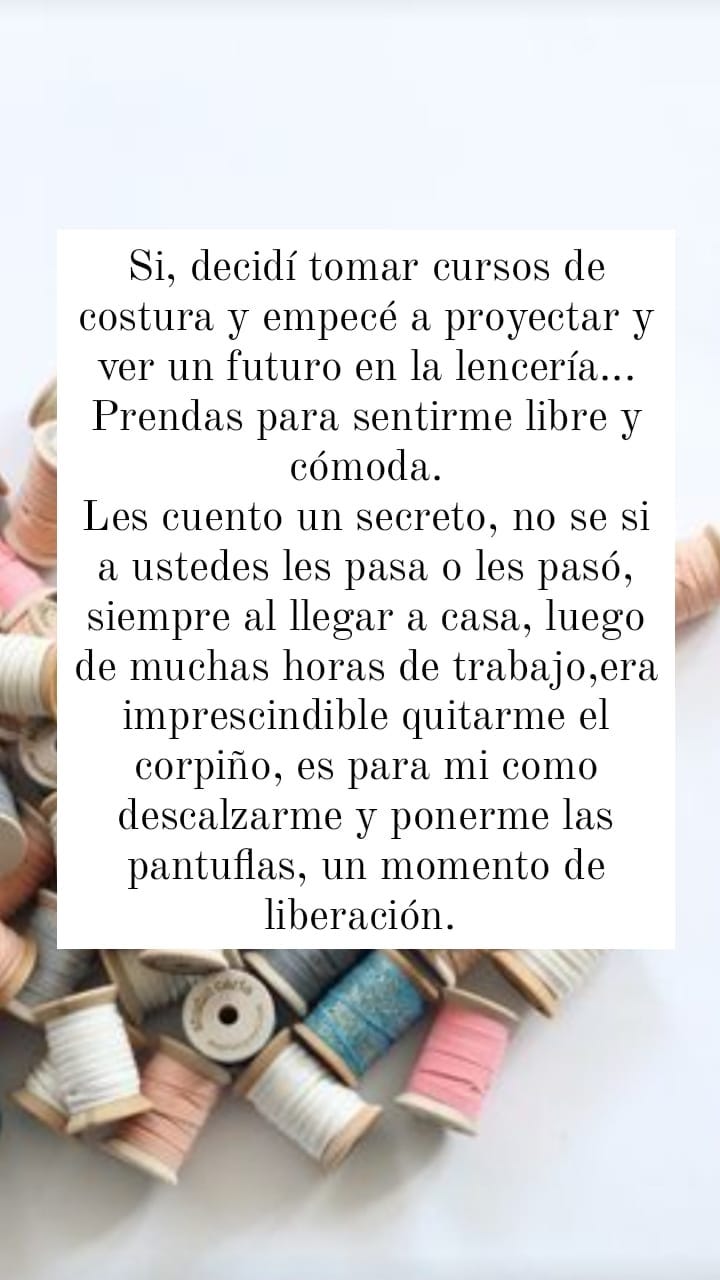 Si, decidí tomar cursos de
costura y empecé a proyectar y
ver un futuro en la lencería...
Prendas para sentirme libre y
cómoda.
Les cuento un secreto, no se si
a ustedes les pasa o les pasó,
siempre al llegar a casa, luego
de muchas horas de trabajo,era
imprescindible quitarme el
corpiño, es para mi como
descalzarme y ponerme las
pantuflas, un momento de
liberación.